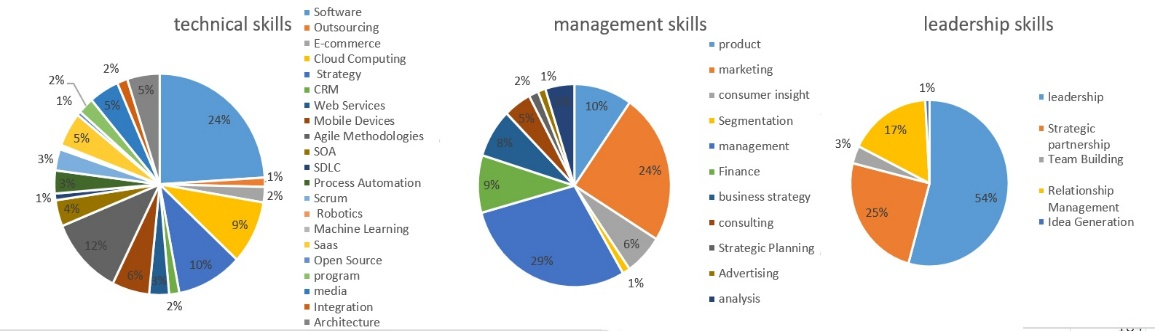 technical skills
24%
1%
2%
9%
10%
2%
3%
6%
12%
4%
1%
3%
3%
5%
1%
2%
5%
2%
5%
Software
Outsourcing
E-commerce
Cloud Computing
Strategy
CRM
Web Services
Mobile Devices
Agile Methodologies
SOA
SDLC
Process Automation
Scrum
Robotics
Machine Learning
Saas
Open Source
program
media
Integration
Architecture
management skills
10%
24%
6%
1%
29%
9%
8%
5%
2%
1%
product
marketing
consumer insight
Segmentation
management
Finance
business strategy
consulting
Strategic Planning
Advertising
analysis
leadership skills
54%
25%
3%
17%
1%
leadership
Strategic
partnership
Team Building
Relationship
Management
Idea Generation